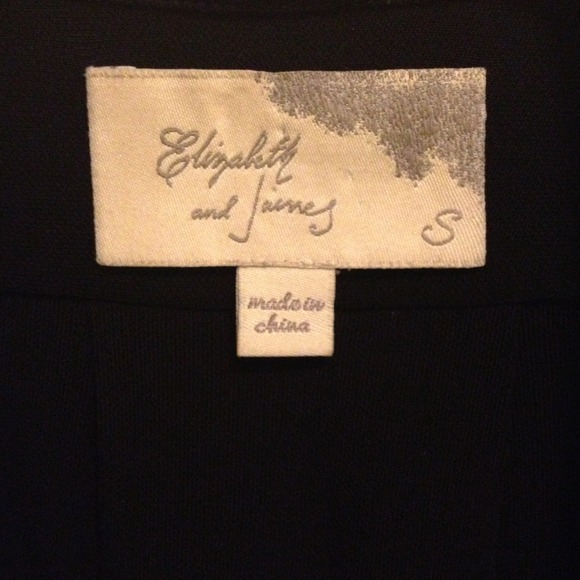 Elizabeth
and James
S
made in
china